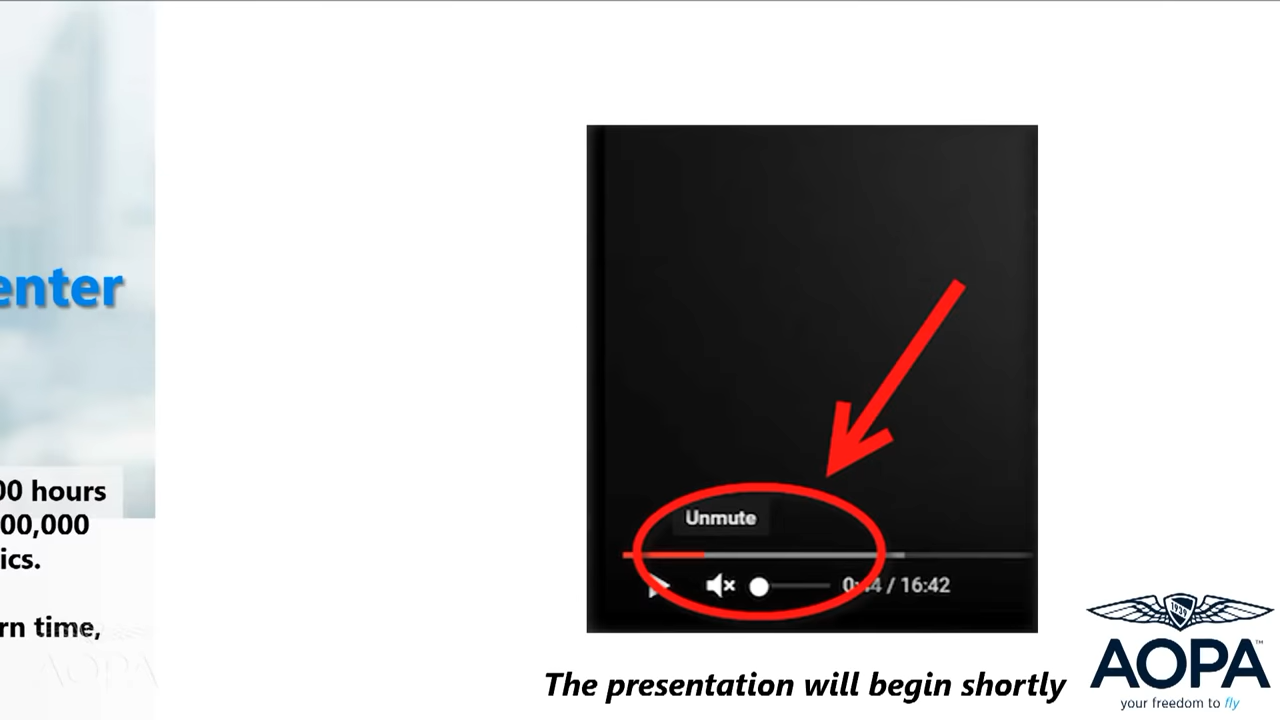 enter
00 hours
00,000
ics.
rn time,
AOPA
Unmute
/ 16:42
The presentation will begin shortly
1939
AOPA™
your freedom to fly